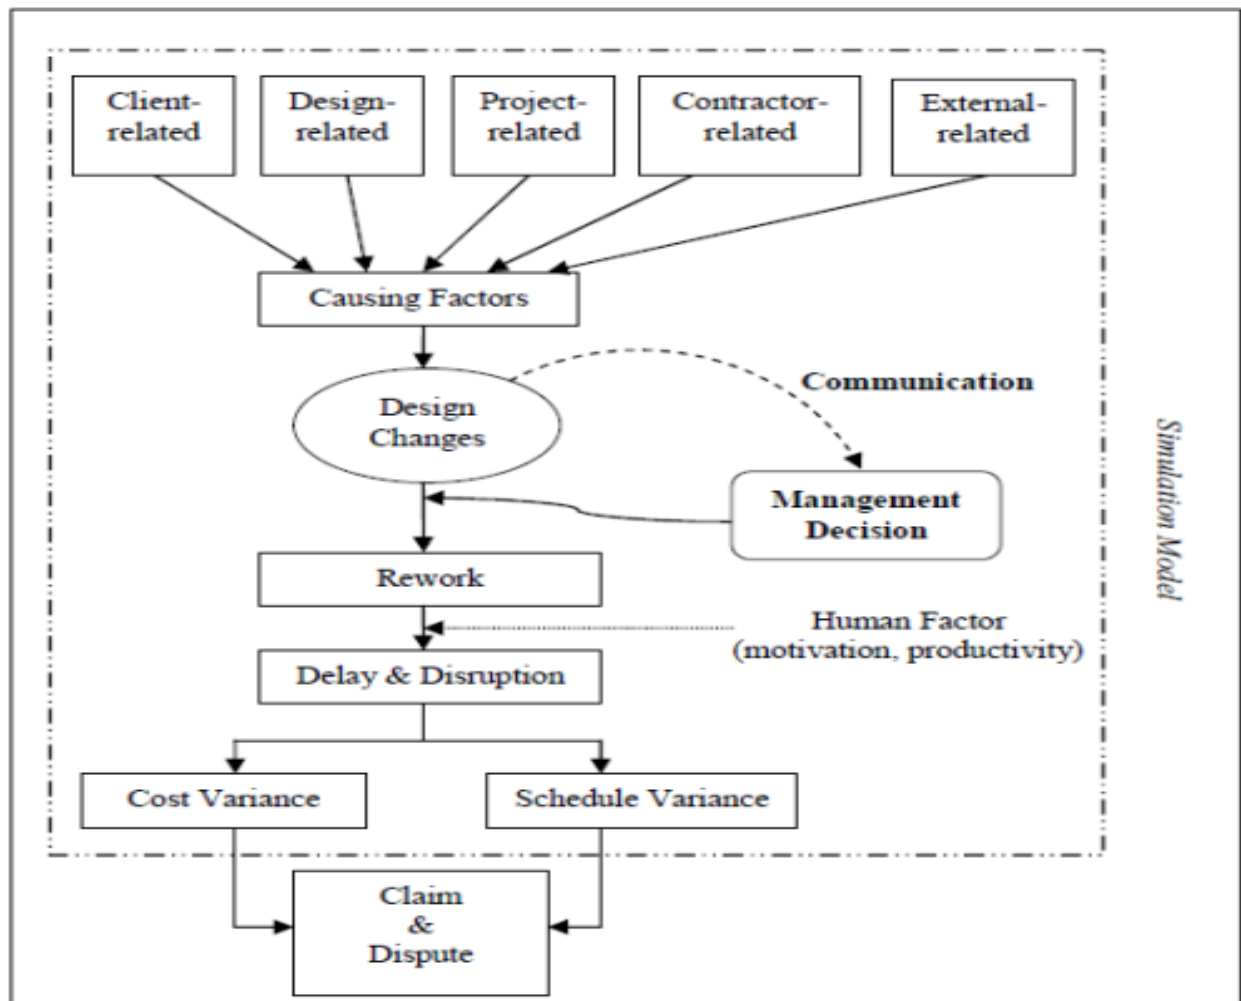 Client-
related
Design-
related
Project-
related
Contractor-
related
External-
related
Causing Factors
Design
Changes
Communication
Management
Decision
Rework
Human Factor
(motivation, productivity)
Delay & Disruption
Cost Variance
Schedule Variance
Claim
&
Dispute
Simulation Model